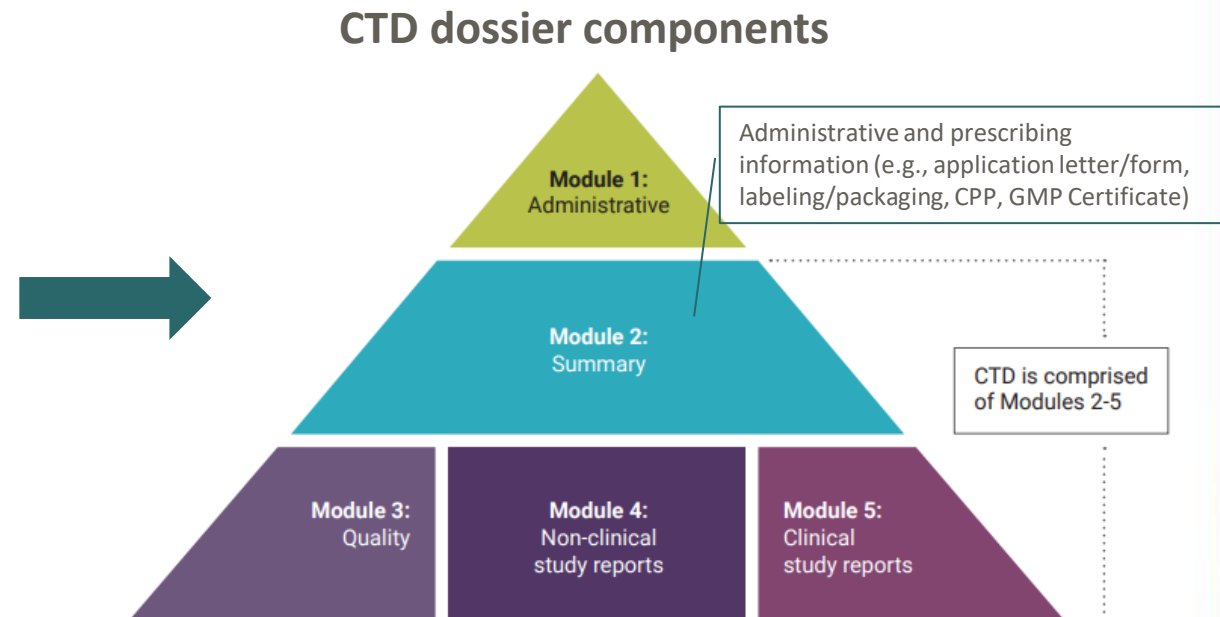 CTD dossier components
Administrative and prescribing
information (e.g., application letter/form,
labeling/packaging, CPP, GMP Certificate)
Module 1:
Administrative
Module 2:
Summary
CTD is comprised
of Modules 2-5
Module 3:
Quality
Module 4:
Non-clinical
study reports
Module 5:
Clinical
study reports